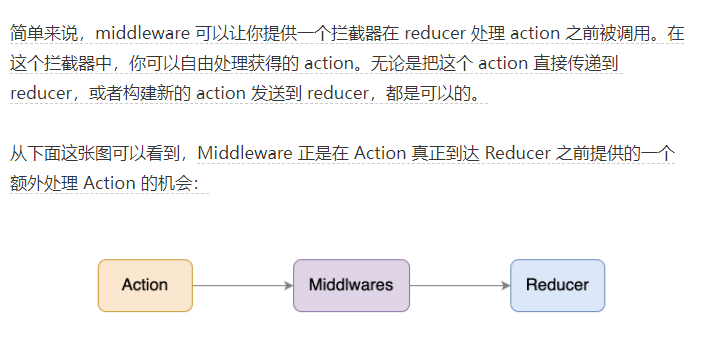 简单来说，middleware 可以让你提供一个拦截器在 reducer 处理 action 之前被调用。在
这个拦截器中，你可以自由处理获得的 action。无论是把这个 action 直接传递到
reducer，或者构建新的 action 发送到 reducer，都是可以的。
从下面这张图可以看到，Middleware 正是在 Action 真正到达 Reducer 之前提供的一个
额外处理 Action 的机会：
Action
Middlwares
Reducer